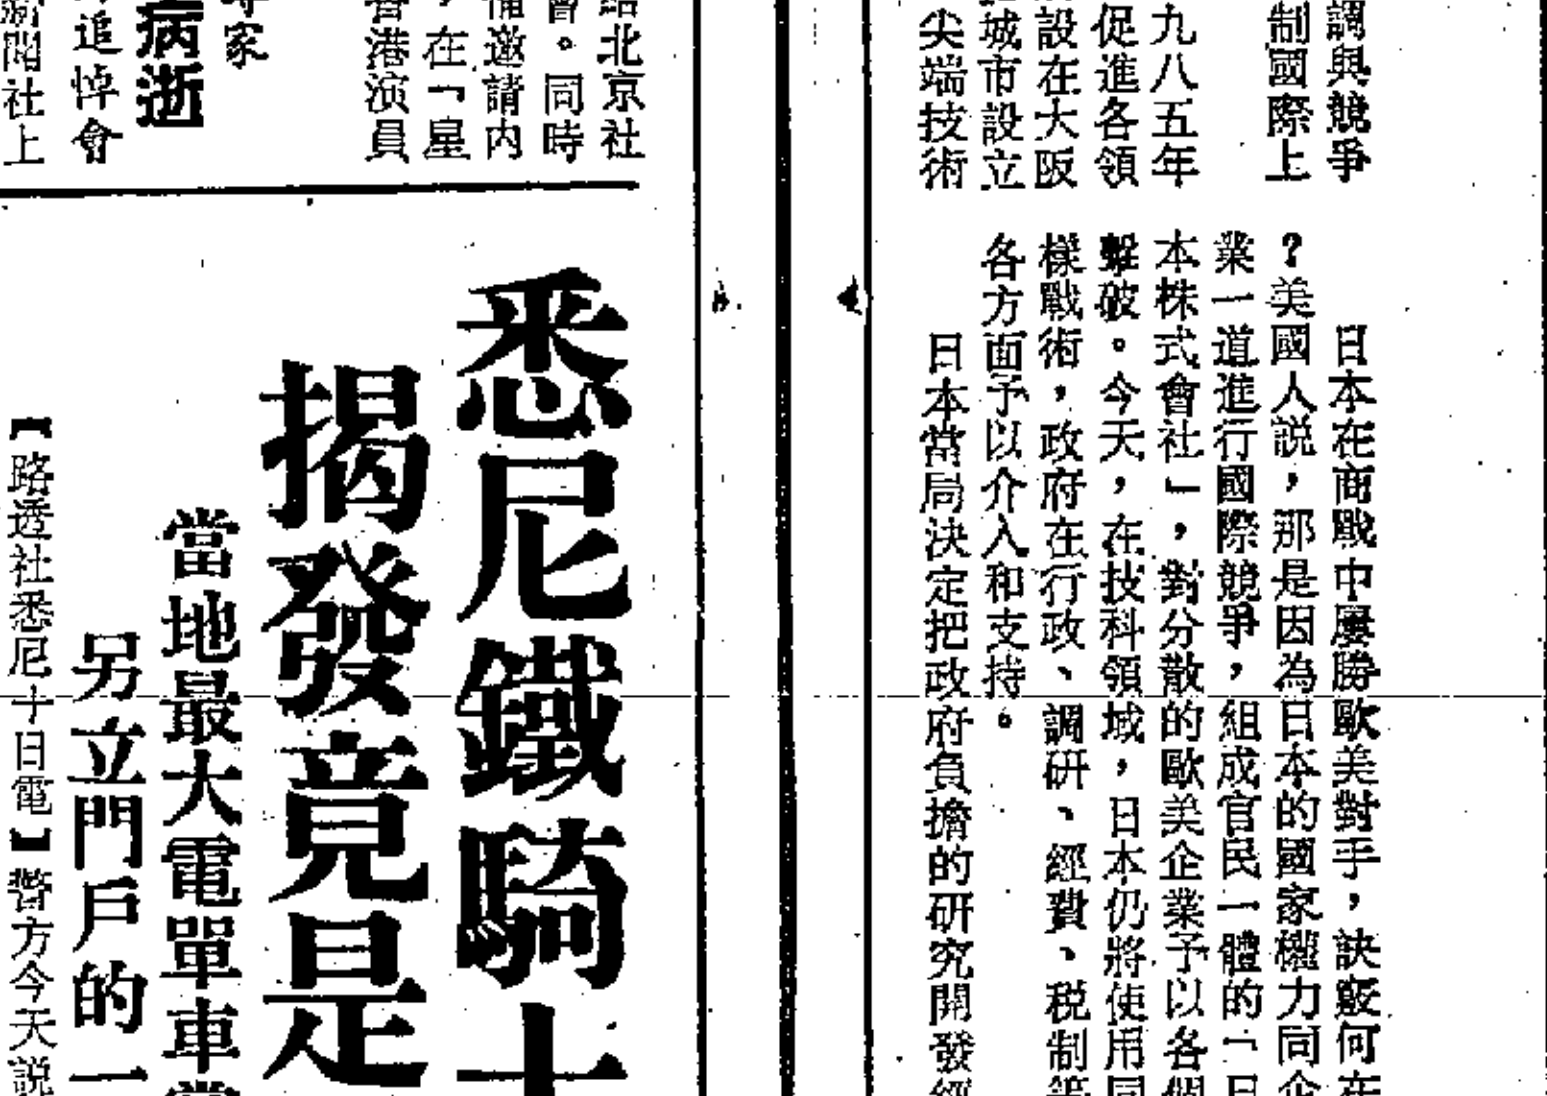 調與競爭
制國際上
九八五年
促進各領
設在大阪
城市設立
尖端技術
日本在商戰中屢勝歐美對手，訣竅何在
？美國人說，那是因為日本的國家權力同企
業一道進行國際競爭，組成官民一體的「日
本株式會社」，對分散的歐美企業予以各個
擊破。今天，在技科領域，日本仍將使用同
樣戰術，政府在行政、調研、經費、稅制等
各方面予以介入和支持。
日本當局決定把政府負擔的研究開發經
北京社
會。同時
邀請內
，在「星
香港演員
專家
病逝
追悼會
新聞社上
悉尼鐵騎士
揭發竟是
當地最大電單車
另立門戶的一
【路透社悉尼十日電】警方今天說